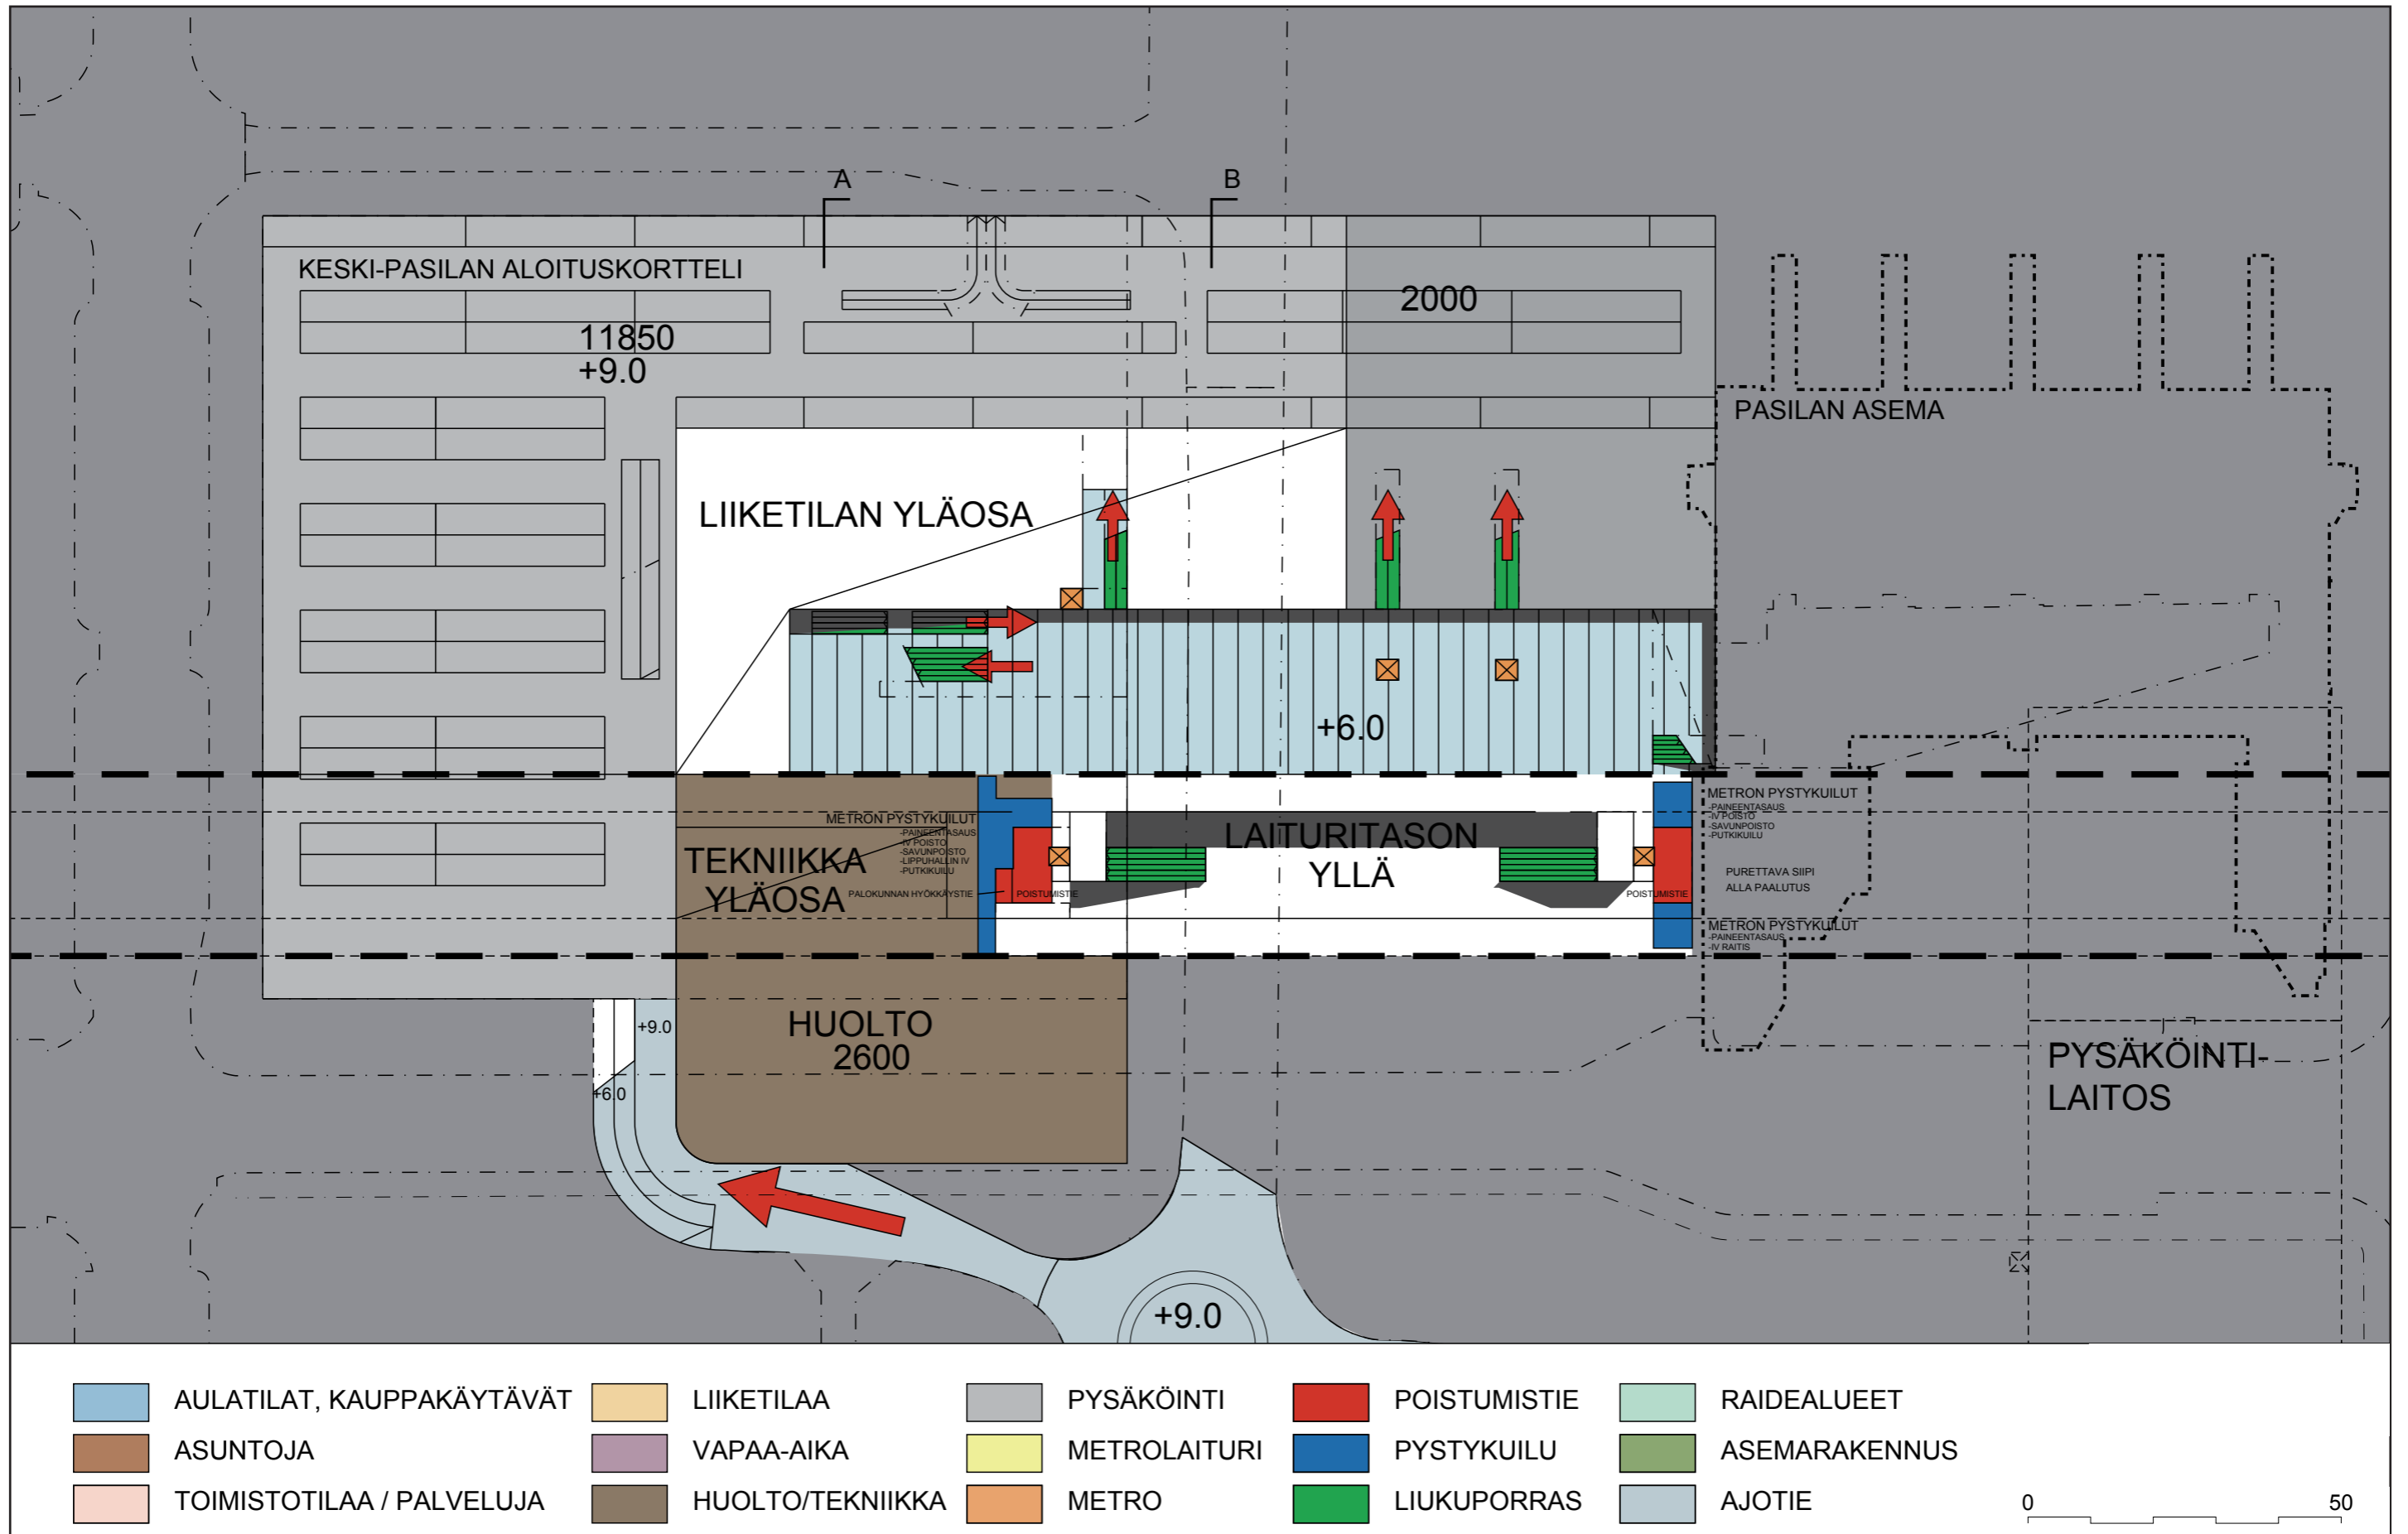 A
B
KESKI-PASILAN ALOITUSKORTTELI
2000
11850
+9.0
PASILAN ASEMA
LIIKETILAN YLÄOSA
+6.0
METRON PYSTYKUILUT
-PAINEENTASAUS
-IV POISTO
-SAVUNPOISTO
-LIPPUHALLIN IV
-PUTKIKUILU
TEKNIIKKA
YLÄOSA
PALOKUNNAN HYÖKKÄYSTIE
POISTUMISTIE
LAITURITASON
YLLÄ
POISTUMISTIE
METRON PYSTYKUILUT
-PAINEENTASAUS
-IV POISTO
-SAVUNPOISTO
-PUTKIKUILU
PURETTAVA SIIPI
ALLA PAALUTUS
METRON PYSTYKUILUT
-PAINEENTASAUS
-IV RAITIS
+9.0
HUOLTO
2600
+6.0
PYSÄKÖINTI-
LAITOS
+9.0
AULATILAT, KAUPPAKÄYTÄVÄT
ASUNTOJA
TOIMISTOTILAA / PALVELUJA
LIIKETILAA
VAPAA-AIKA
HUOLTO/TEKNIIKKA
PYSÄKÖINTI
METROLAITURI
METRO
POISTUMISTIE
PYSTYKUILU
LIUKUPORRAS
RAIDEALUEET
ASEMARAKENNUS
AJOTIE
0 50